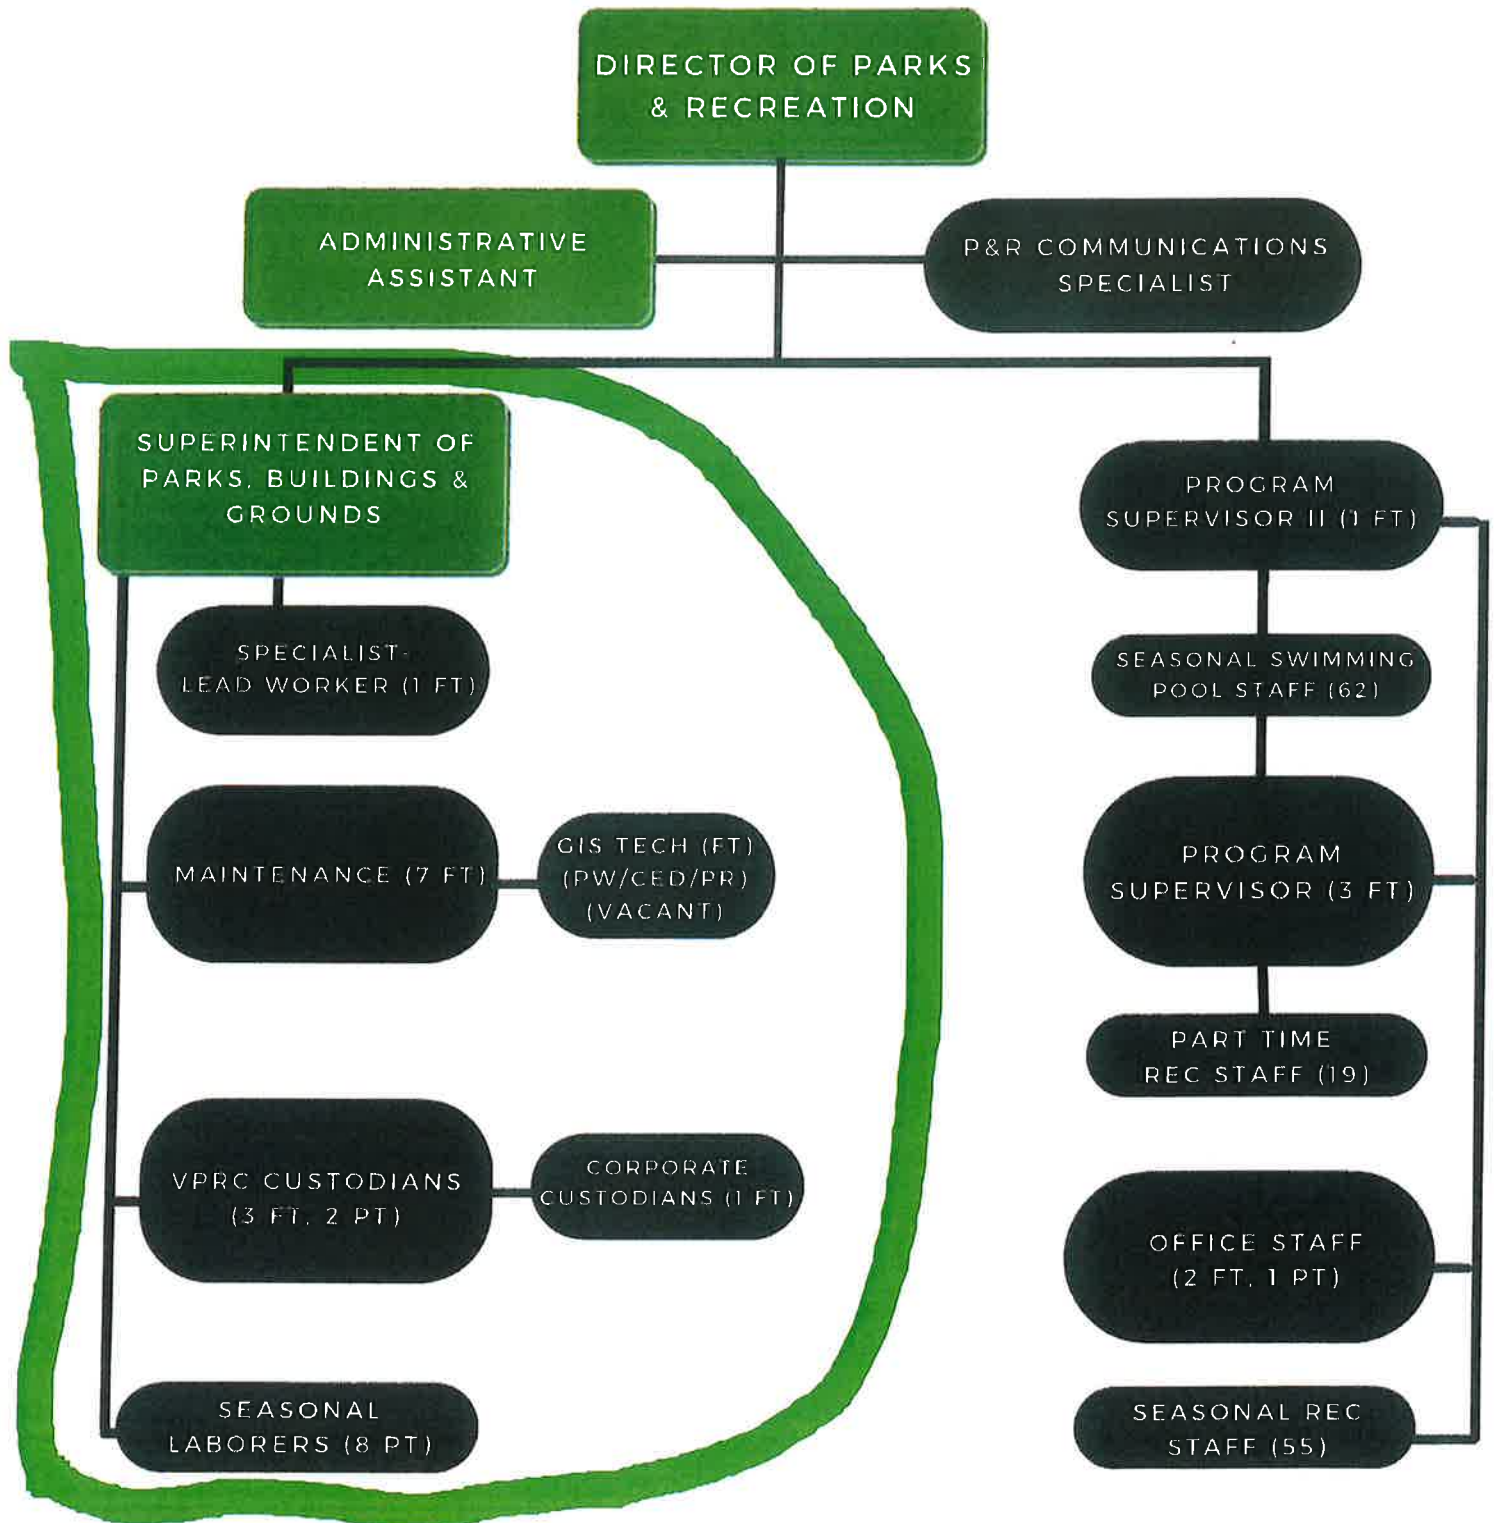 DIRECTOR OF PARKS
& RECREATION
ADMINISTRATIVE
ASSISTANT
P&R COMMUNICATIONS
SPECIALIST
SUPERINTENDENT OF
PARKS, BUILDINGS &
GROUNDS
SPECIALIST-
LEAD WORKER (1 FT)
MAINTENANCE (7 FT)
GIS TECH (FT)
(PW/CED/PR)
(VACANT)
VPRC CUSTODIANS
(3 FT, 2 PT)
CORPORATE
CUSTODIANS (1 FT)
SEASONAL
LABORERS (8 PT)
PROGRAM
SUPERVISOR II (1 FT)
SEASONAL SWIMMING
POOL STAFF (62)
PROGRAM
SUPERVISOR (3 FT)
PART TIME
REC STAFF (19)
OFFICE STAFF
(2 FT, 1 PT)
SEASONAL REC
STAFF (55)